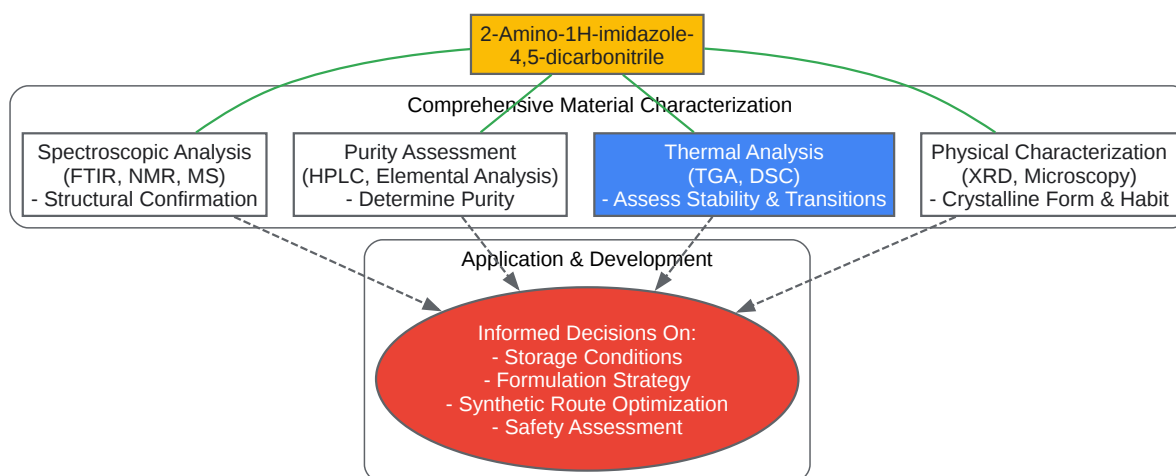 2-Amino-1H-imidazole-
4,5-dicarbonitrile
Comprehensive Material Characterization
Spectroscopic Analysis
(FTIR, NMR, MS)
- Structural Confirmation
Purity Assessment
(HPLC, Elemental Analysis)
- Determine Purity
Thermal Analysis
(TGA, DSC)
- Assess Stability & Transitions
Physical Characterization
(XRD, Microscopy)
- Crystalline Form & Habit
Application & Development
Informed Decisions On:
- Storage Conditions
- Formulation Strategy
- Synthetic Route Optimization
- Safety Assessment